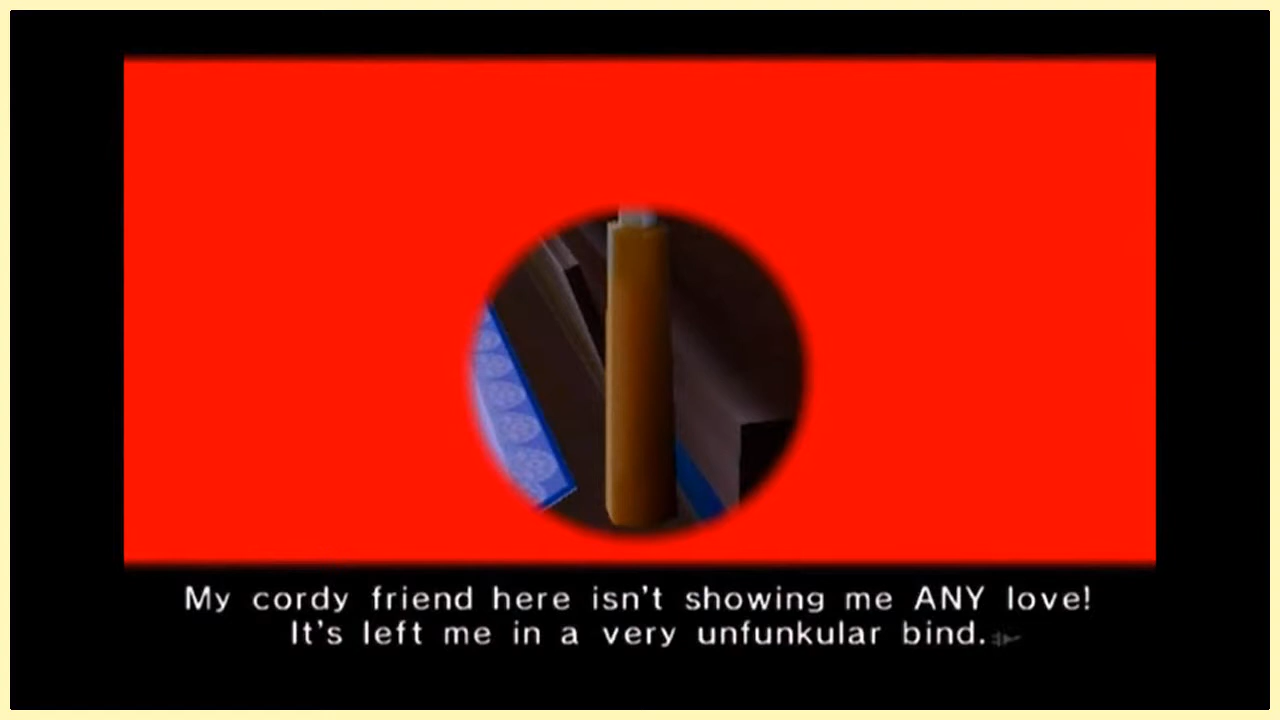 My cordy friend here isn't showing me ANY love!
It's left me in a very unfunkular bind.